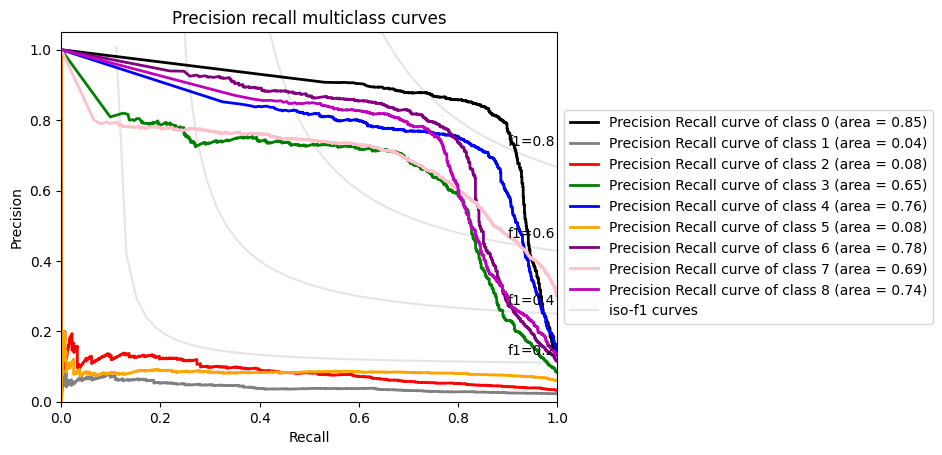 Precision recall multiclass curves
Precision
1.0
0.8
0.6
0.4
0.2
0.0
0.0
0.2
0.4
0.6
0.8
1.0
Recall
f1=0.8
f1=0.6
f1=0.4
f1=0.2
Precision Recall curve of class 0 (area = 0.85)
Precision Recall curve of class 1 (area = 0.04)
Precision Recall curve of class 2 (area = 0.08)
Precision Recall curve of class 3 (area = 0.65)
Precision Recall curve of class 4 (area = 0.76)
Precision Recall curve of class 5 (area = 0.08)
Precision Recall curve of class 6 (area = 0.78)
Precision Recall curve of class 7 (area = 0.69)
Precision Recall curve of class 8 (area = 0.74)
iso-f1 curves